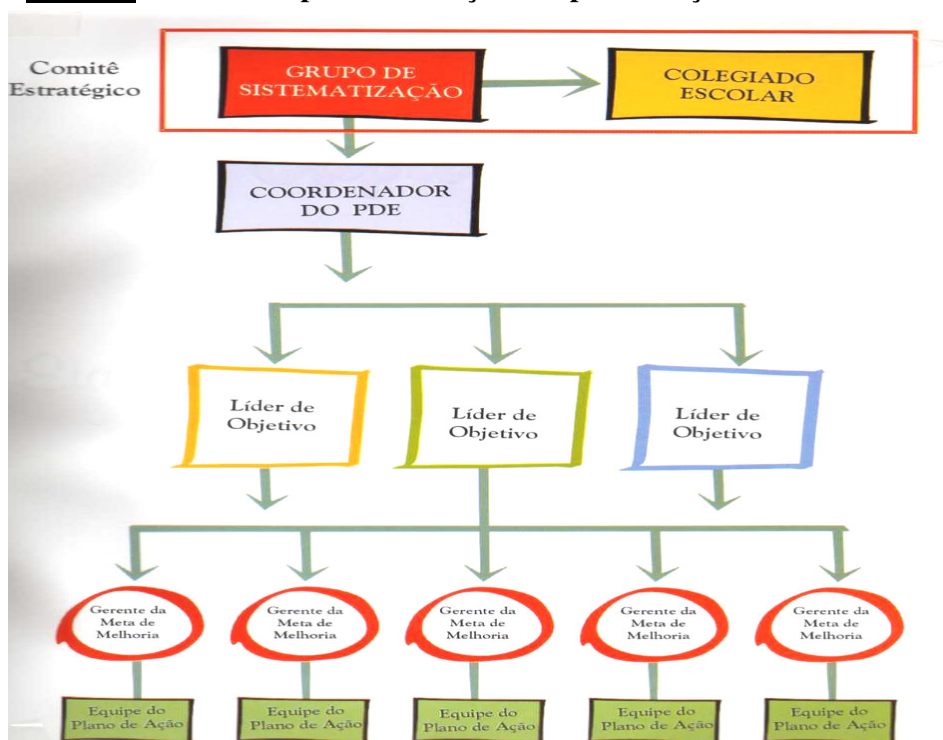 Comitê
Estratégico
GRUPO DE
SISTEMATIZAÇÃO
COLEGIADO
ESCOLAR
COORDENADOR
DO PDE
Líder de
Objetivo
Líder de
Objetivo
Líder de
Objetivo
Gerente da
Meta de
Melhoria
Gerente da
Meta de
Melhoria
Gerente da
Meta de
Melhoria
Gerente da
Meta de
Melhoria
Gerente da
Meta de
Melhoria
Equipe do
Plano de Ação
Equipe do
Plano de Ação
Equipe do
Plano de Ação
Equipe do
Plano de Ação
Equipe do
Plano de Ação